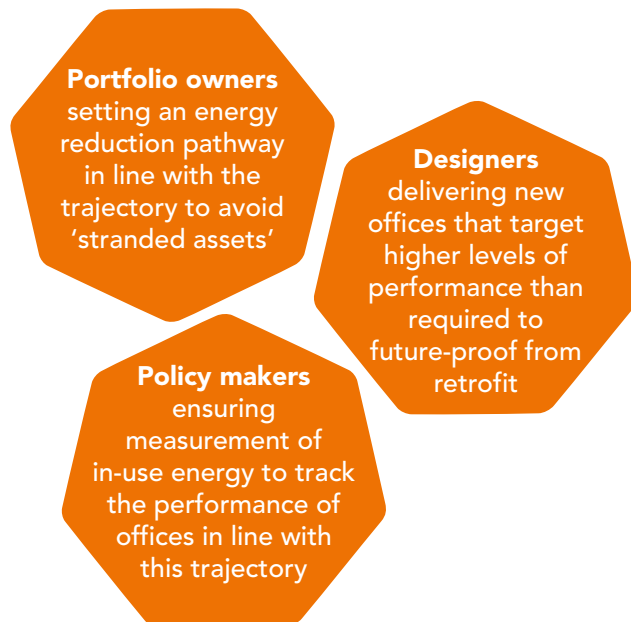 Portfolio owners
setting an energy
reduction pathway
in line with the
trajectory to avoid
‘stranded assets’
Designers
delivering new
offices that target
higher levels of
performance than
required to
future-proof from
retrofit
Policy makers
ensuring
measurement of
in-use energy to track
the performance of
offices in line with
this trajectory